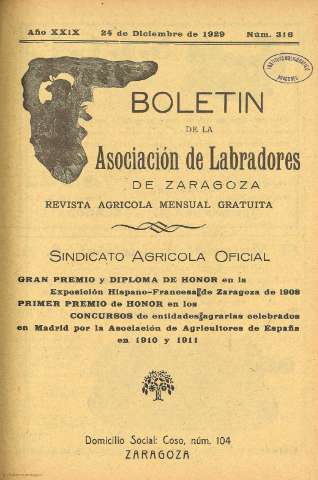 Año XXIX 24 de Diciembre de 1929 Núm. 316
BOLETIN
DE LA
Asociación de Labradores
DE ZARAGOZA
REVISTA AGRICOLA MENSUAL GRATUITA
SINDICATO AGRICOLA OFICIAL
GRAN PREMIO y DIPLOMA DE HONOR en la
Exposición Hispano-Francesa de Zaragoza de 1908
PRIMER PREMIO de HONOR en los
CONCURSOS de entidades agrarias celebrados
en Madrid por la Asociación de Agricultores de España
en 1910 y 1911
Domicilio Social: Coso, núm. 104
ZARAGOZA